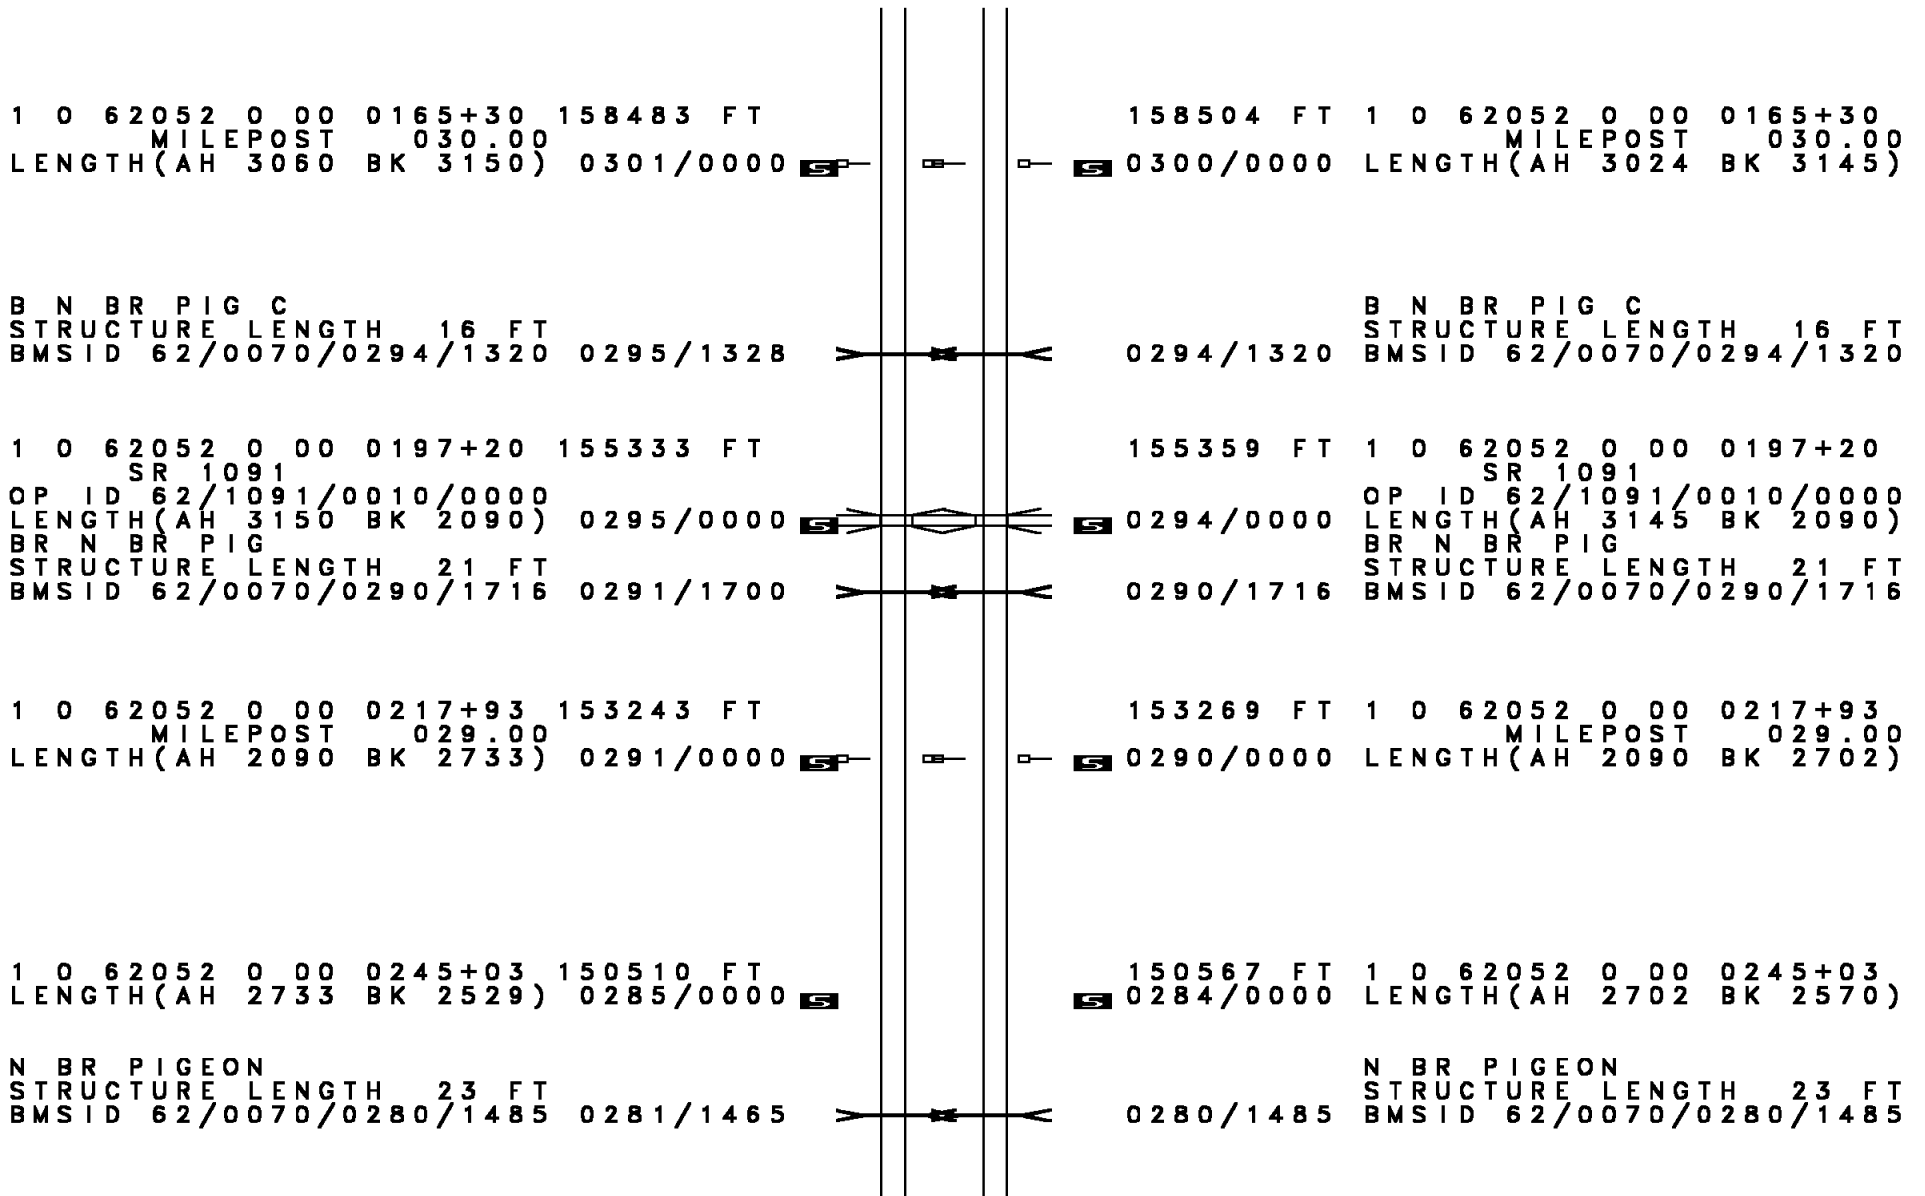 1 0 62052 0 00 0165+30 158483 FT
MILEPOST 030.00
LENGTH(AH 3060 BK 3150) 0301/0000 S
158504 FT 1 0 62052 0 00 0165+30
MILEPOST 030.00
S 0300/0000 LENGTH(AH 3024 BK 3145)
B N BR PIG C
STRUCTURE LENGTH 16 FT
BMSID 62/0070/0294/1320 0295/1328
B N BR PIG C
STRUCTURE LENGTH 16 FT
0294/1320 BMSID 62/0070/0294/1320
1 0 62052 0 00 0197+20 155333 FT
SR 1091
OP ID 62/1091/0010/0000
LENGTH(AH 3150 BK 2090) 0295/0000 S
BR N BR PIG
STRUCTURE LENGTH 21 FT
BMSID 62/0070/0290/1716 0291/1700
155359 FT 1 0 62052 0 00 0197+20
SR 1091
OP ID 62/1091/0010/0000
S 0294/0000 LENGTH(AH 3145 BK 2090)
BR N BR PIG
STRUCTURE LENGTH 21 FT
0290/1716 BMSID 62/0070/0290/1716
1 0 62052 0 00 0217+93 153243 FT
MILEPOST 029.00
LENGTH(AH 2090 BK 2733) 0291/0000 S
153269 FT 1 0 62052 0 00 0217+93
MILEPOST 029.00
S 0290/0000 LENGTH(AH 2090 BK 2702)
1 0 62052 0 00 0245+03 150510 FT
LENGTH(AH 2733 BK 2529) 0285/0000 S
150567 FT 1 0 62052 0 00 0245+03
S 0284/0000 LENGTH(AH 2702 BK 2570)
N BR PIGEON
STRUCTURE LENGTH 23 FT
BMSID 62/0070/0280/1485 0281/1465
N BR PIGEON
STRUCTURE LENGTH 23 FT
0280/1485 BMSID 62/0070/0280/1485